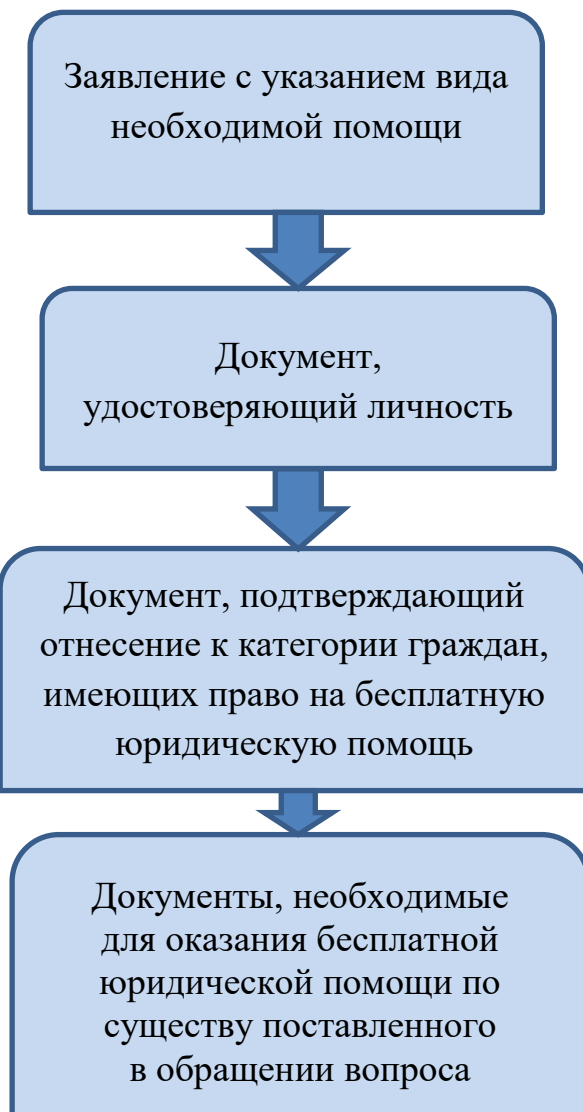 Заявление с указанием вида
необходимой помощи
Документ,
удостоверяющий личность
Документ, подтверждающий
отнесение к категории граждан,
имеющих право на бесплатную
юридическую помощь
Документы, необходимые
для оказания бесплатной
юридической помощи по
существу поставленного
в обращении вопроса